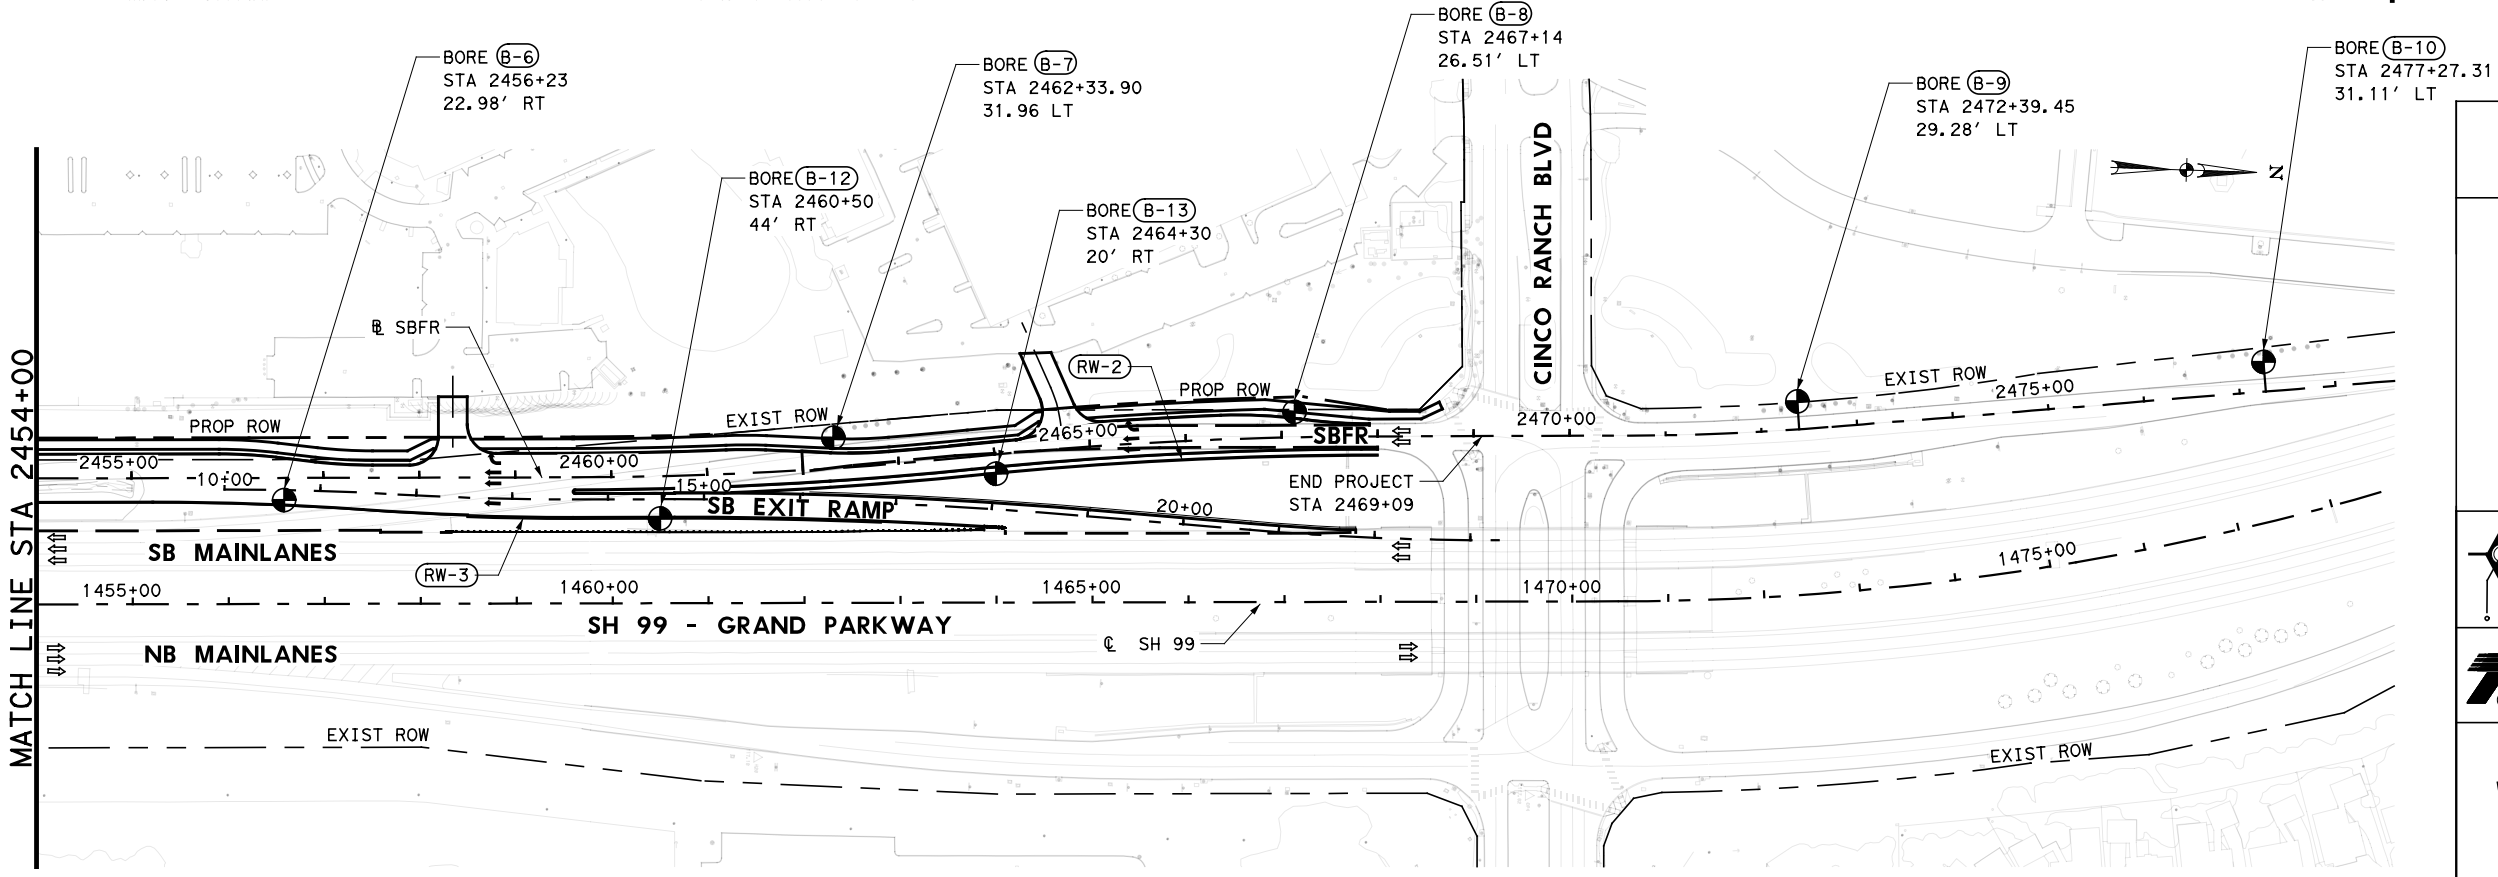 BORE B-6
STA 2456+23
22.98′ RT
BORE B-12
STA 2460+50
44′ RT
BORE B-7
STA 2462+33.90
31.96 LT
BORE B-13
STA 2464+30
20′ RT
BORE B-8
STA 2467+14
26.51′ LT
BORE B-9
STA 2472+39.45
29.28′ LT
BORE B-10
STA 2477+27.31
31.11′ LT
N
CINCO RANCH BLVD
MATCH LINE STA 2454+00
℄ SBFR
RW-2
PROP ROW
EXIST ROW
PROP ROW
EXIST ROW
2455+00
2460+00
2465+00
2470+00
2475+00
SBFR
10+00
15+00
20+00
SB EXIT RAMP
END PROJECT
STA 2469+09
SB MAINLANES
RW-3
1455+00
1460+00
1465+00
1470+00
1475+00
SH 99 - GRAND PARKWAY
℄ SH 99
NB MAINLANES
EXIST ROW
EXIST ROW